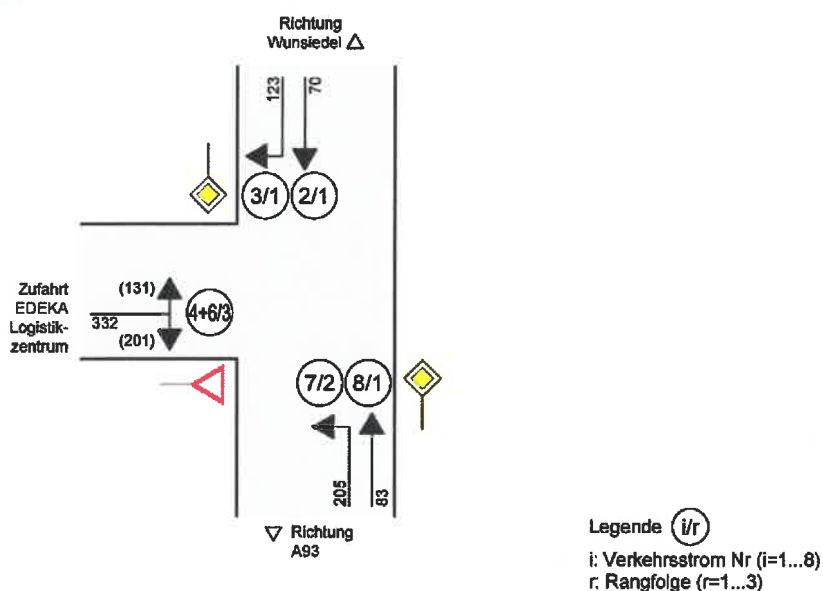 Richtung
Wunsiedel △
123
70
3/1
2/1
Zufahrt
EDEKA
Logistik-
zentrum
(131)
332
(201)
4+6/3
7/2
8/1
205
83
▽ Richtung
A93
Legende i/r
i: Verkehrsstrom Nr (i=1...8)
r: Rangfolge (r=1...3)